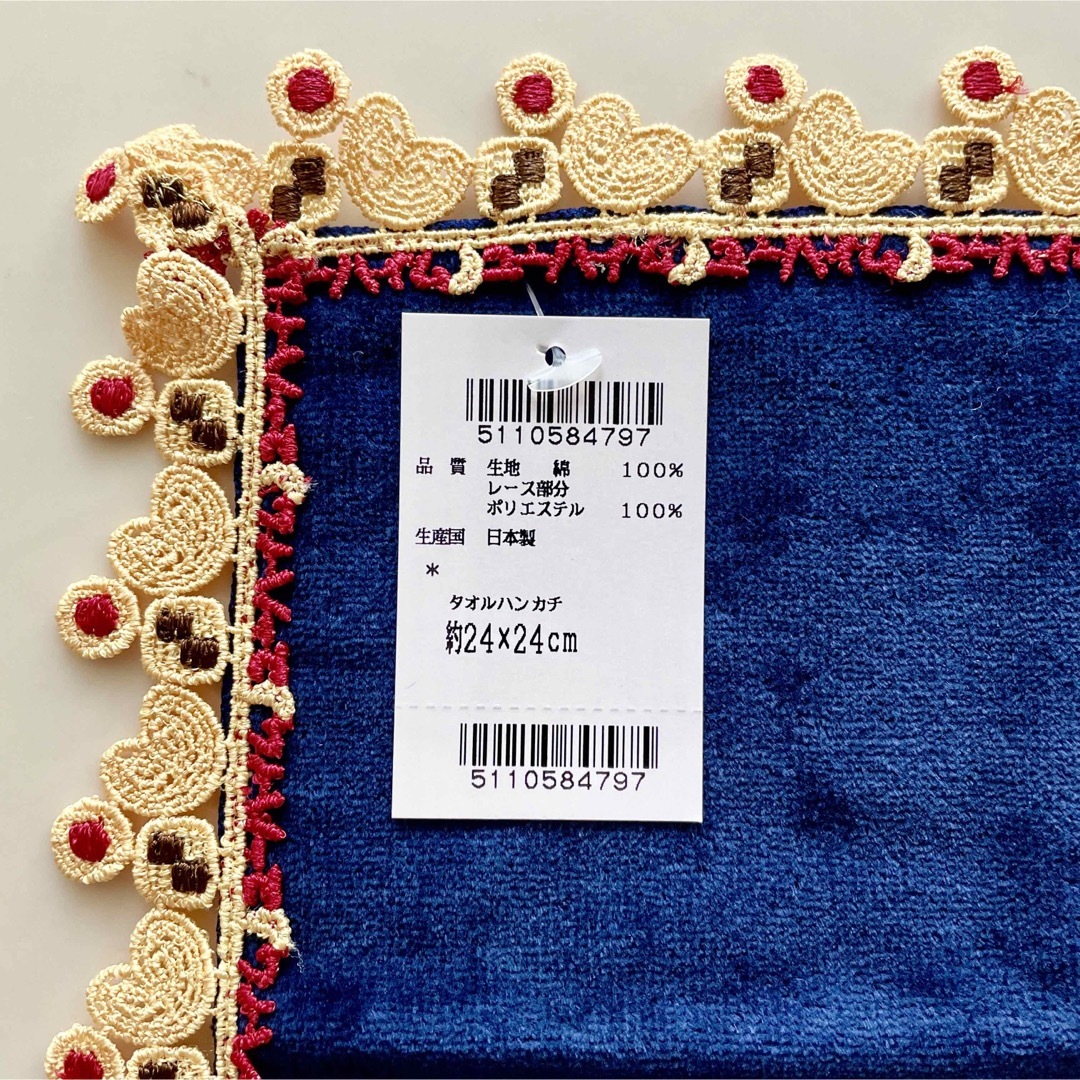 5110584797
品 質 生地 綿 100%
レース部分
ポリエステル 100%
生産国 日本製
*
タオルハンカチ
約24×24cm
5110584797